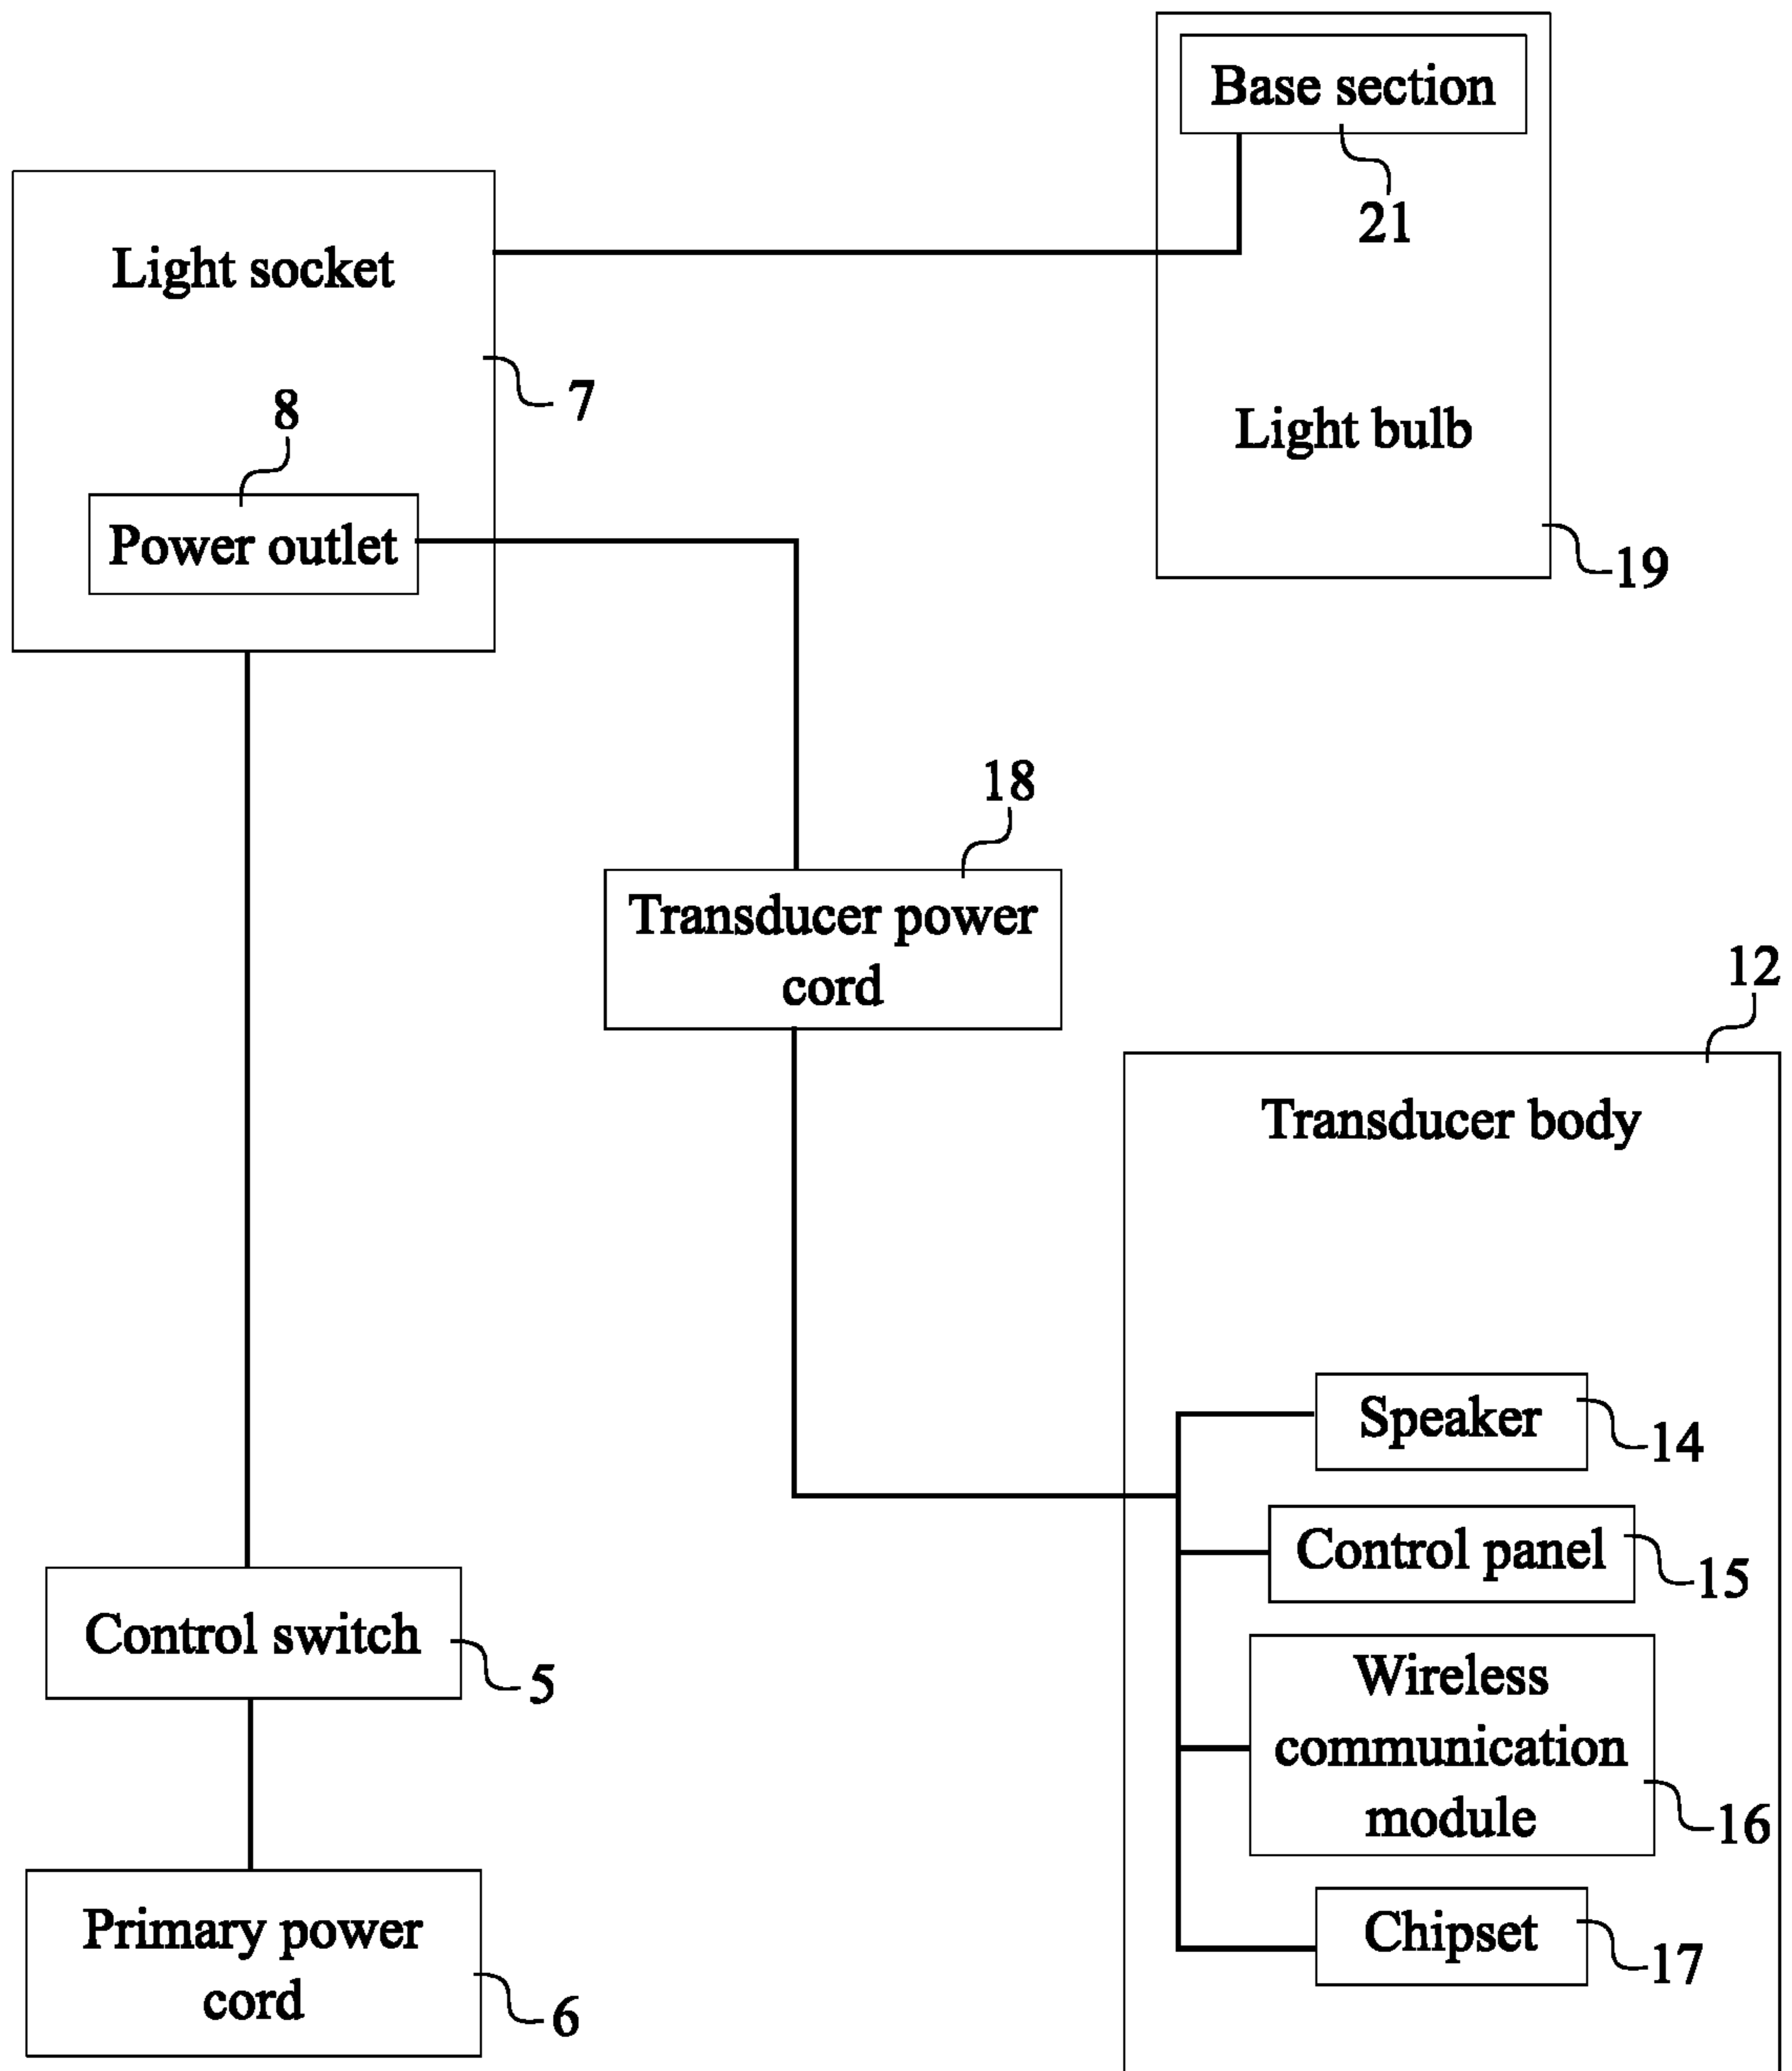 Base section
21
Light socket
7
8
Power outlet
Light bulb
19
18
Transducer power
cord
12
Transducer body
Speaker
14
Control panel
15
Wireless
communication
module
16
Chipset
17
Control switch
5
Primary power
cord
6